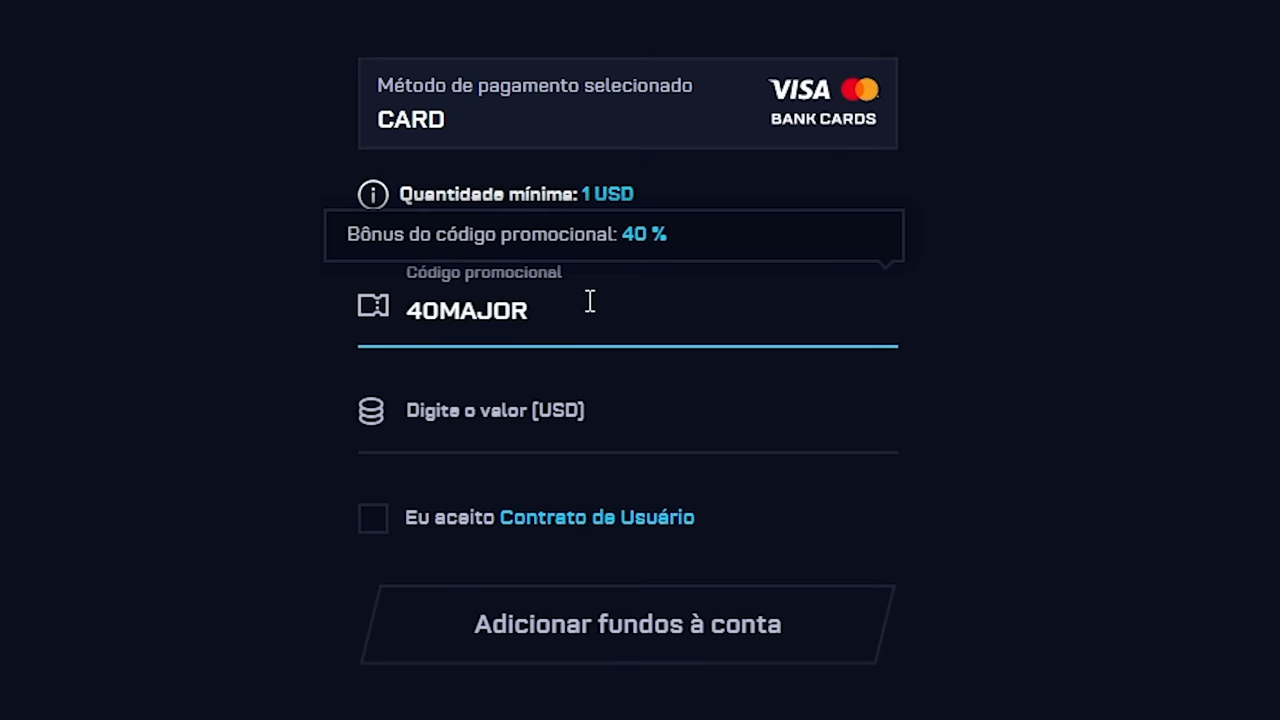 Método de pagamento selecionado
CARD
VISA
BANK CARDS
Quantidade mínima: 1 USD
Bônus do código promocional: 40 %
Código promocional
40MAJOR
Digite o valor (USD)
Eu aceito Contrato de Usuário
Adicionar fundos à conta